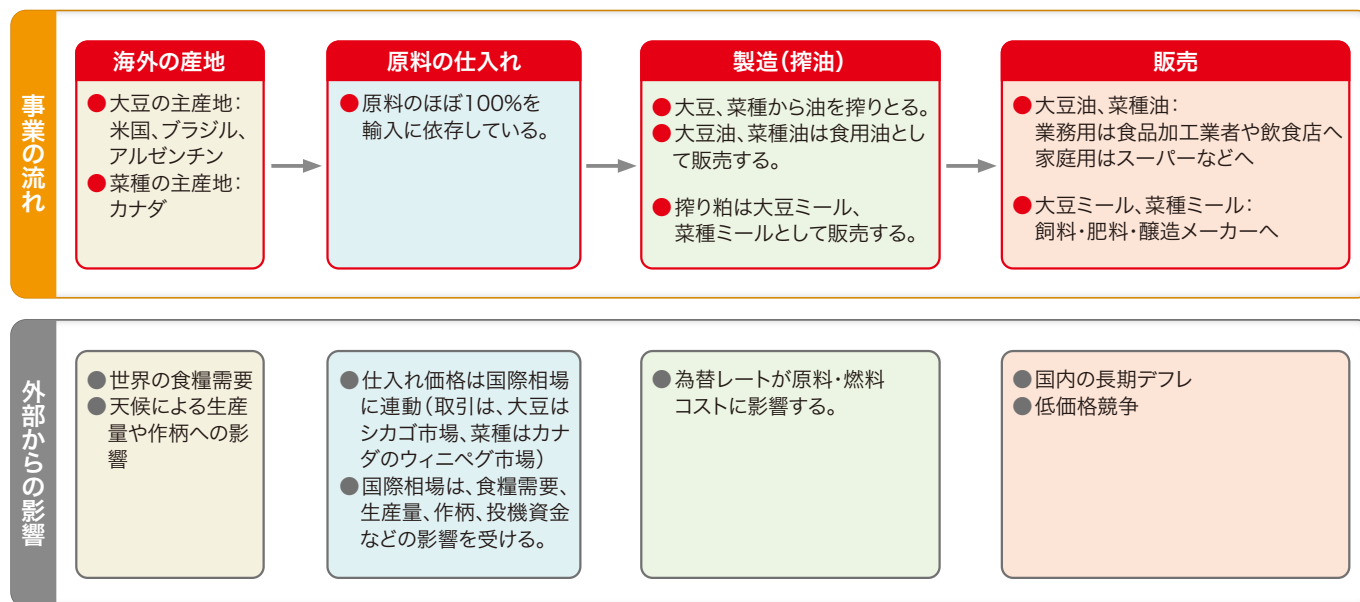 事業の流れ
海外の産地
●大豆の主産地:
米国、ブラジル、
アルゼンチン
●菜種の主産地:
カナダ
原料の仕入れ
●原料のほぼ100%を
輸入に依存している。
製造(搾油)
●大豆、菜種から油を搾りとる。
●大豆油、菜種油は食用油とし
て販売する。
●搾り粕は大豆ミール、
菜種ミールとして販売する。
販売
●大豆油、菜種油:
業務用は食品加工業者や飲食店へ
家庭用はスーパーなどへ
●大豆ミール、菜種ミール:
飼料・肥料・醸造メーカーへ
外部からの影響
●世界の食糧需要
●天候による生産
量や作柄への影
響
●仕入れ価格は国際相場
に連動(取引は、大豆は
シカゴ市場、菜種はカナ
ダのウィニペグ市場)
●国際相場は、食糧需要、
生産量、作柄、投機資金
などの影響を受ける。
●為替レートが原料・燃料
コストに影響する。
●国内の長期デフレ
●低価格競争